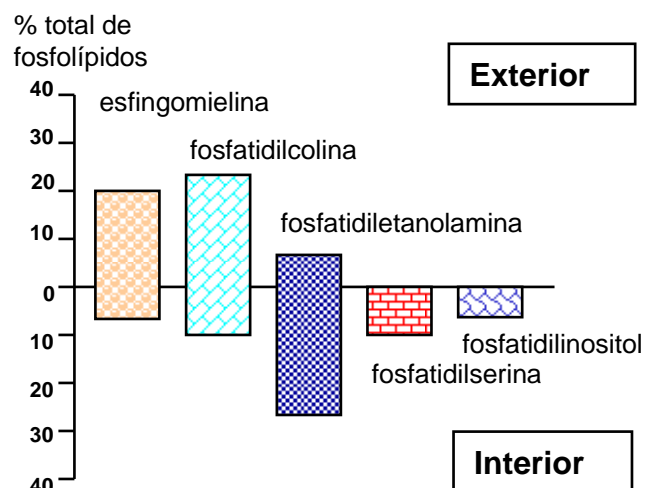 % total de
fosfolípidos
Exterior
40
esfingomielina
30
fosfatidilcolina
20
fosfatidiletanolamina
10
0
fosfatidilinositol
10
fosfatidilserina
20
30
Interior
40